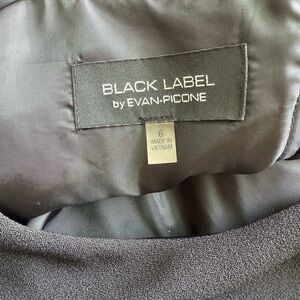 BLACK LABEL
by EVAN-PICONE
6
MADE IN
VIETNAM